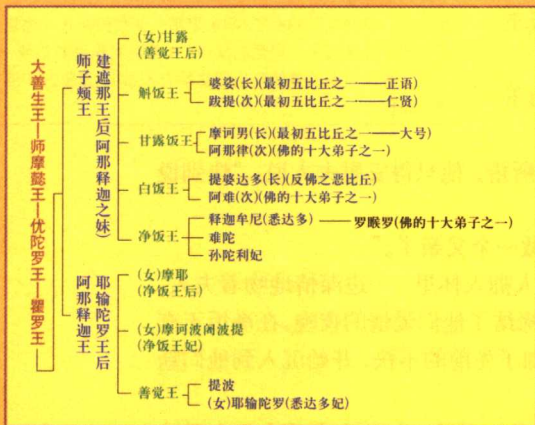 大善生王—师摩懿王—优陀罗王—瞿罗王
师子颊王
建遮那王后(阿那释迦之妹)
(女)甘露
(善觉王后)
斛饭王
婆娑(长)(最初五比丘之一——正语)
跋提(次)(最初五比丘之一——仁贤)
甘露饭王
摩诃男(长)(最初五比丘之一——大号)
阿那律(次)(佛的十大弟子之一)
白饭王
提婆达多(长)(反佛之恶比丘)
阿难(次)(佛的十大弟子之一)
净饭王
释迦牟尼(悉达多)——罗睺罗(佛的十大弟子之一)
难陀
孙陀利妃
阿那释迦王
耶输陀罗王后
(女)摩耶
(净饭王后)
(女)摩诃波阇波提
(净饭王妃)
善觉王
提波
(女)耶输陀罗(悉达多妃)